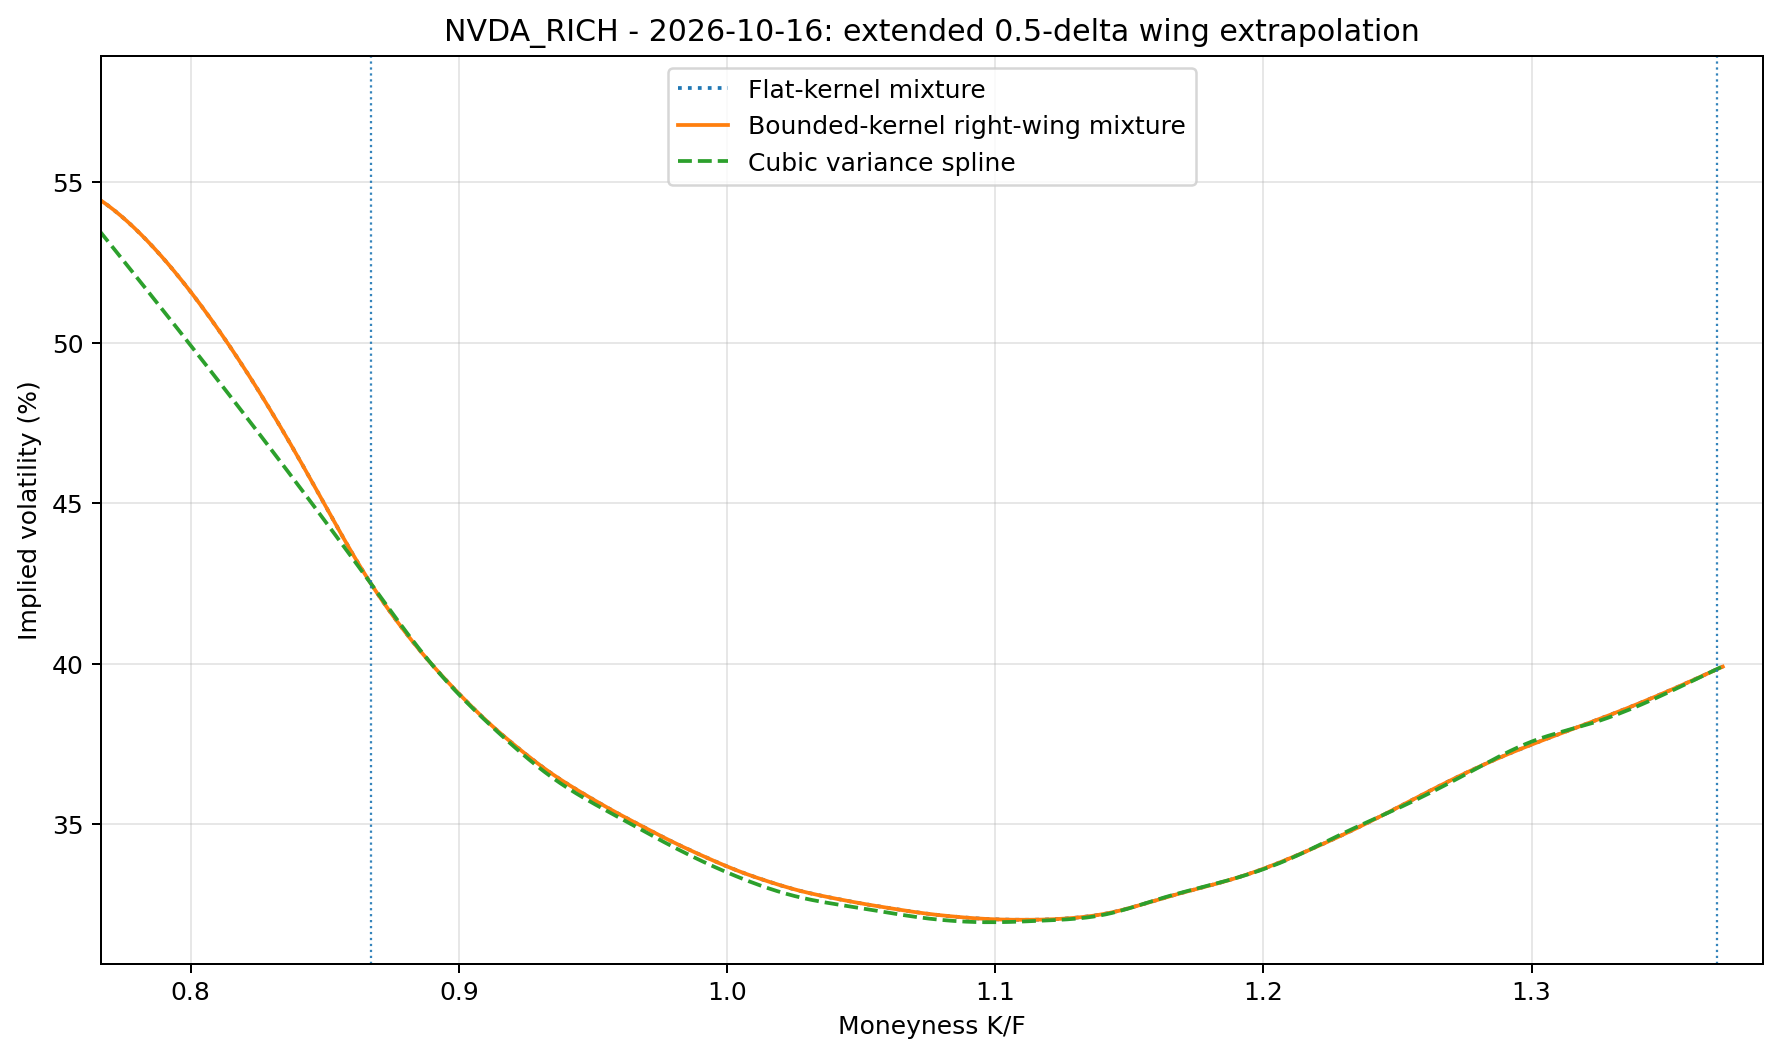 NVDA_RICH - 2026-10-16: extended 0.5-delta wing extrapolation
Flat-kernel mixture
Bounded-kernel right-wing mixture
Cubic variance spline
Implied volatility (%)
55
50
45
40
35
0.8 0.9 1.0 1.1 1.2 1.3
Moneyness K/F